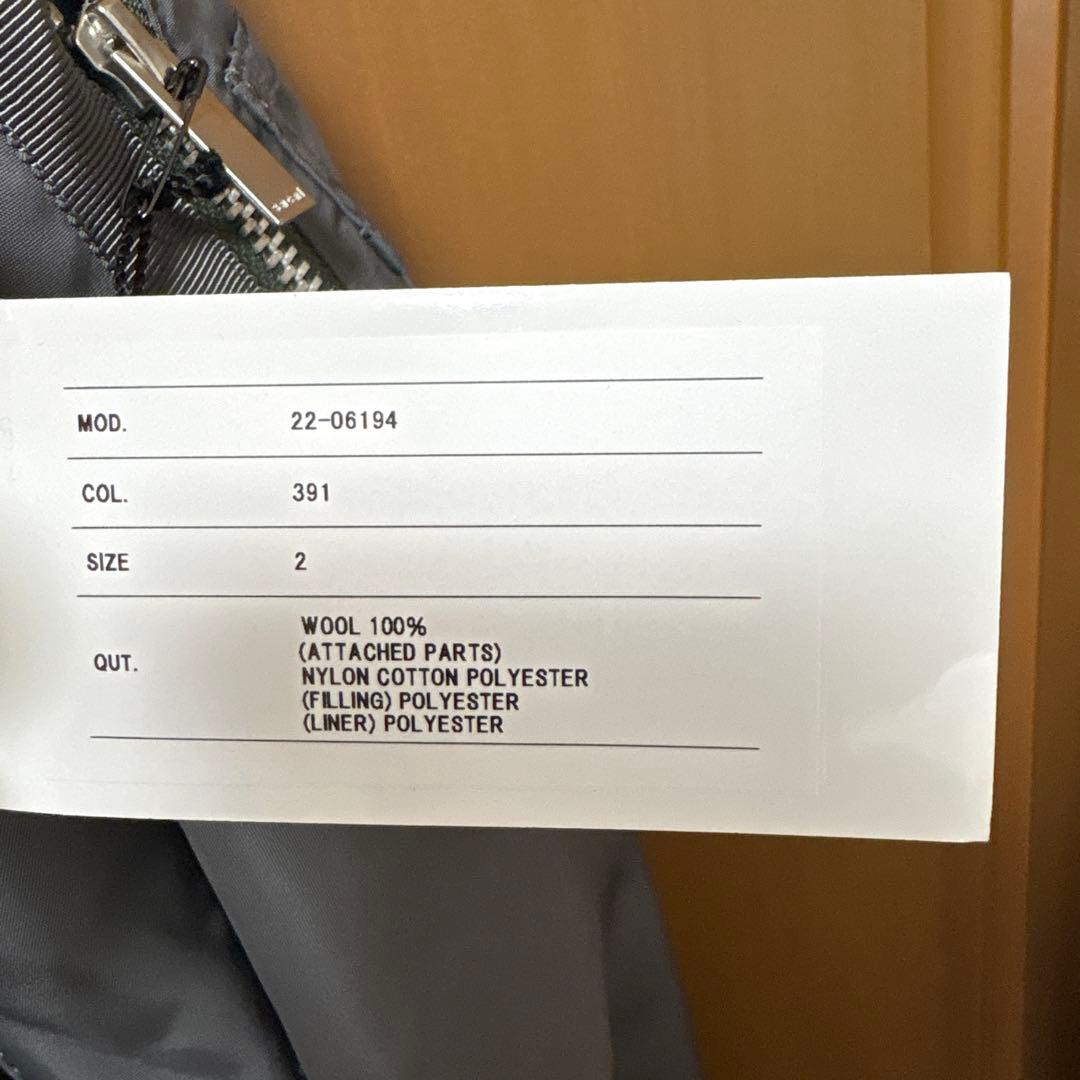 sacai
MOD. 22-06194
COL. 391
SIZE 2
QUT. WOOL 100%
(ATTACHED PARTS)
NYLON COTTON POLYESTER
(FILLING) POLYESTER
(LINER) POLYESTER